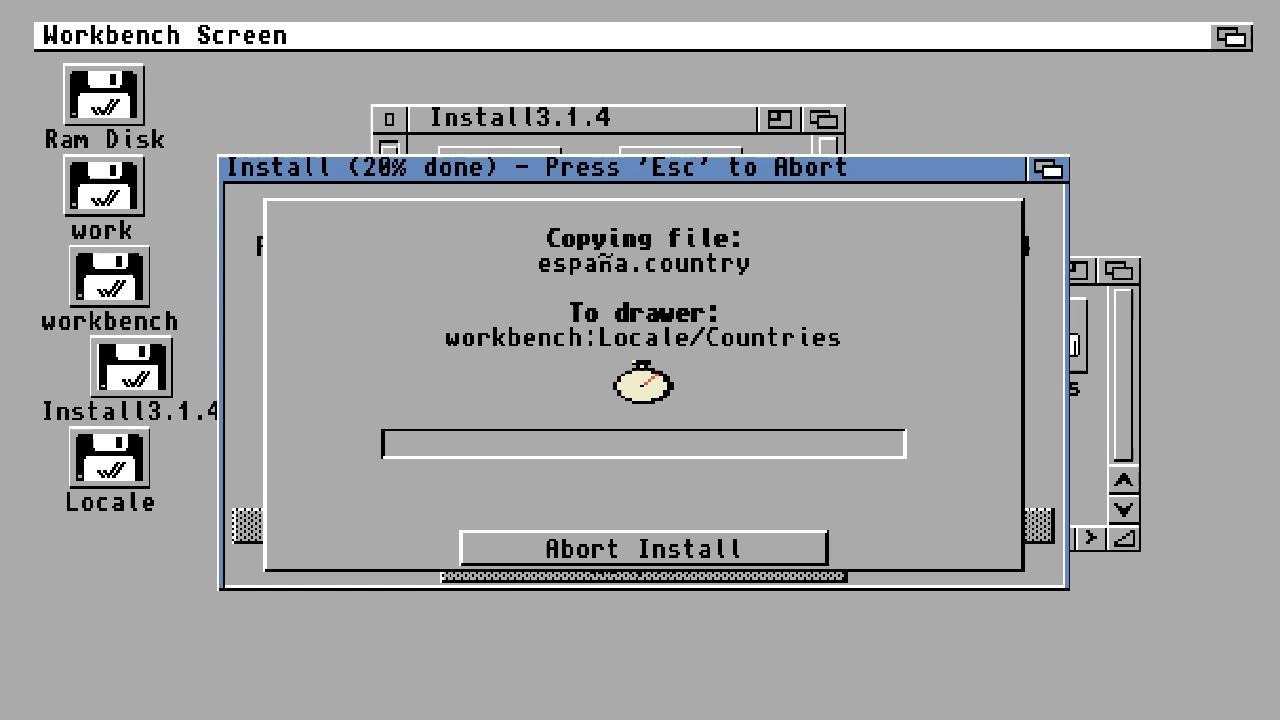 Workbench Screen
Ram Disk
work
workbench
Install3.1.4
Locale
Install3.1.4
Install (20% done) - Press 'Esc' to Abort
Copying file:
españa.country
To drawer:
workbench:Locale/Countries
Abort Install